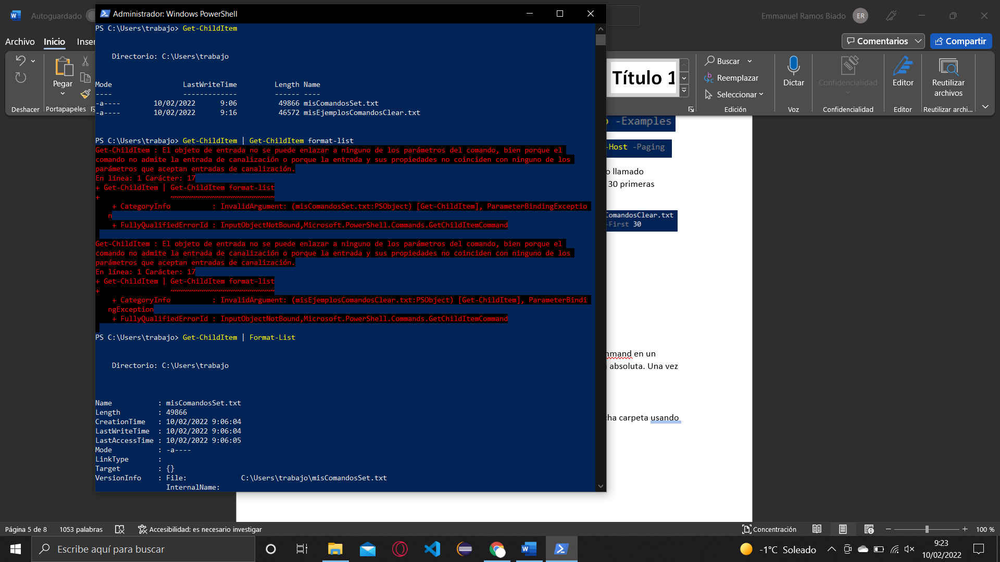 Autoguardado
Administrador: Windows PowerShell
Emmanuel Ramos Biado
ER
Archivo
Inicio
Inser
Comentarios
Compartir
Pegar
Deshacer
Portapapeles
Título 1
Buscar
Reemplazar
Seleccionar
Edición
Dictar
Voz
Confidencialidad
Confidencialidad
Editor
Editor
Reutilizar
archivos
Reutilizar archi...
PS C:\Users\trabajo> Get-ChildItem
Directorio: C:\Users\trabajo
Mode LastWriteTime Length Name
---- ------------- ------ ----
-a---- 10/02/2022 9:06 49866 misComandosSet.txt
-a---- 10/02/2022 9:16 46572 misEjemplosComandosClear.txt
PS C:\Users\trabajo> Get-ChildItem | Get-ChildItem format-list
Get-ChildItem : El objeto de entrada no se puede enlazar a ninguno de los parámetros del comando, bien porque el
comando no admite la entrada de canalización o porque la entrada y sus propiedades no coinciden con ninguno de los
parámetros que aceptan entradas de canalización.
En línea: 1 Carácter: 17
+ Get-ChildItem | Get-ChildItem format-list
+ ~~~~~~~~~~~~~~~~~~~~~~~~~
+ CategoryInfo : InvalidArgument: (misComandosSet.txt:PSObject) [Get-ChildItem], ParameterBindingExceptio
n
+ FullyQualifiedErrorId : InputObjectNotBound,Microsoft.PowerShell.Commands.GetChildItemCommand
Get-ChildItem : El objeto de entrada no se puede enlazar a ninguno de los parámetros del comando, bien porque el
comando no admite la entrada de canalización o porque la entrada y sus propiedades no coinciden con ninguno de los
parámetros que aceptan entradas de canalización.
En línea: 1 Carácter: 17
+ Get-ChildItem | Get-ChildItem format-list
+ ~~~~~~~~~~~~~~~~~~~~~~~~~
+ CategoryInfo : InvalidArgument: (misEjemplosComandosClear.txt:PSObject) [Get-ChildItem], ParameterBindi
ngException
+ FullyQualifiedErrorId : InputObjectNotBound,Microsoft.PowerShell.Commands.GetChildItemCommand
PS C:\Users\trabajo> Get-ChildItem | Format-List
Directorio: C:\Users\trabajo
Name : misComandosSet.txt
Length : 49866
CreationTime : 10/02/2022 9:06:04
LastWriteTime : 10/02/2022 9:06:04
LastAccessTime : 10/02/2022 9:06:05
Mode : -a----
LinkType :
Target : {}
VersionInfo : File: C:\Users\trabajo\misComandosSet.txt
InternalName:
-Examples
-Host -Paging
o llamado
30 primeras
ComandosClear.txt
-First 30
mmand en un
absoluta. Una vez
cha carpeta usando
Página 5 de 8
1053 palabras
Accesibilidad: es necesario investigar
Concentración
100 %
Escribe aquí para buscar
-1°C Soleado
9:23
10/02/2022